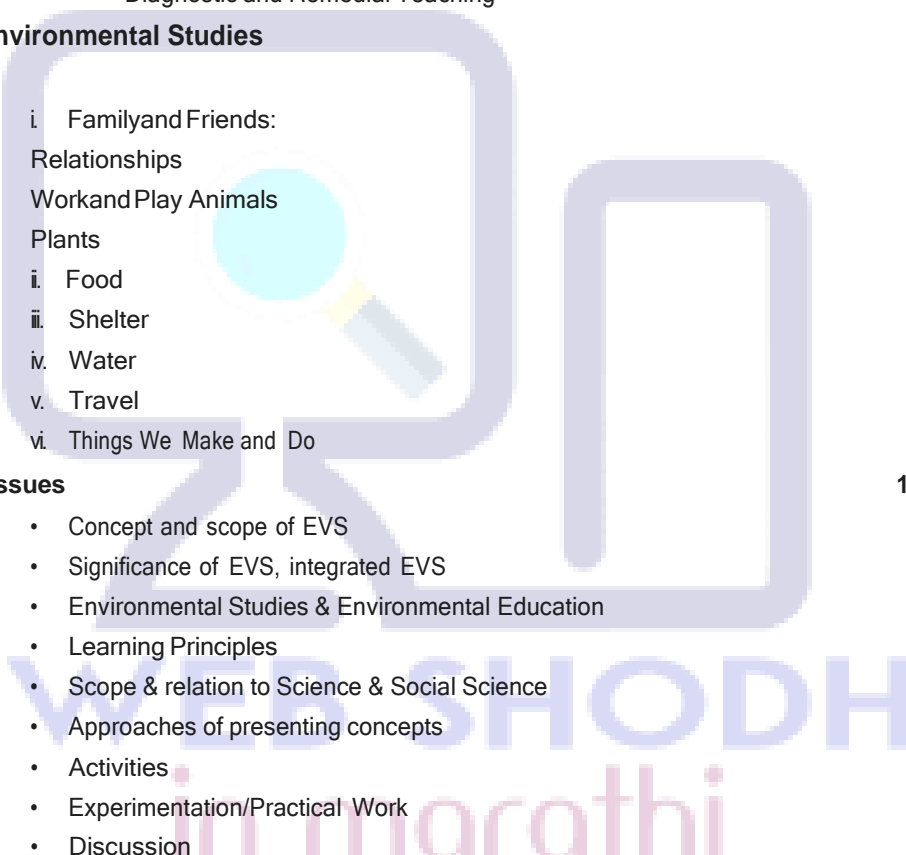 Diagnostic and Remedial Teaching
nvironmental Studies
i. Familyand Friends:
Relationships
Workand Play Animals
Plants
ii. Food
iii. Shelter
iv. Water
v. Travel
vi. Things We Make and Do
ssues 1
• Concept and scope of EVS
• Significance of EVS, integrated EVS
• Environmental Studies & Environmental Education
• Learning Principles
• Scope & relation to Science & Social Science
• Approaches of presenting concepts
• Activities
• Experimentation/Practical Work
• Discussion
WEB SHODH
in marathi